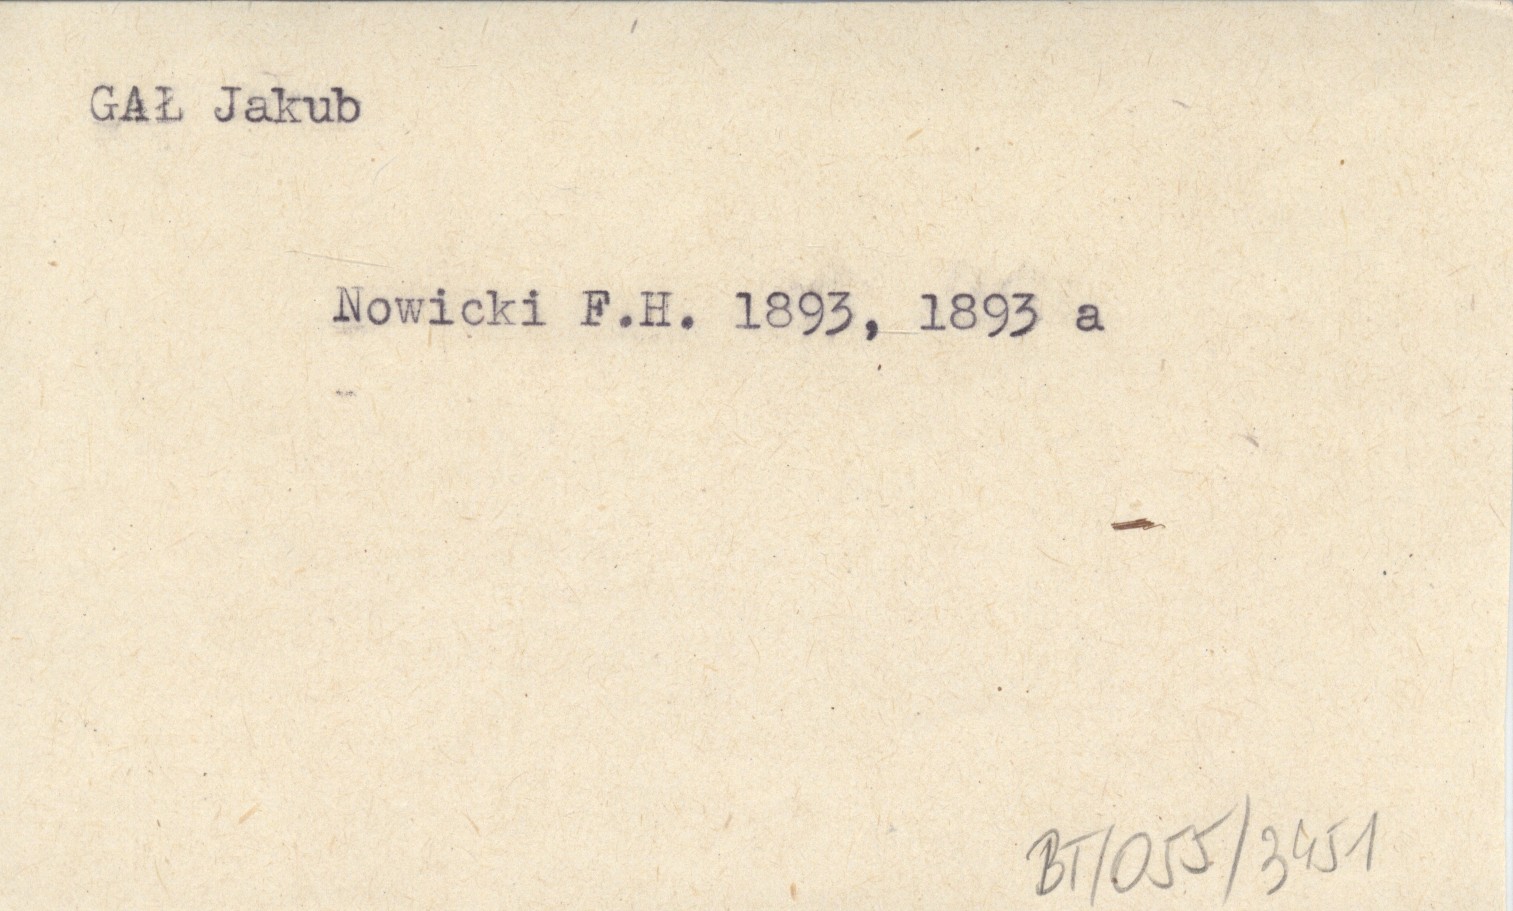 GAŁ Jakub
Nowicki F.H. 1893, 1893 a
BT/055/3451